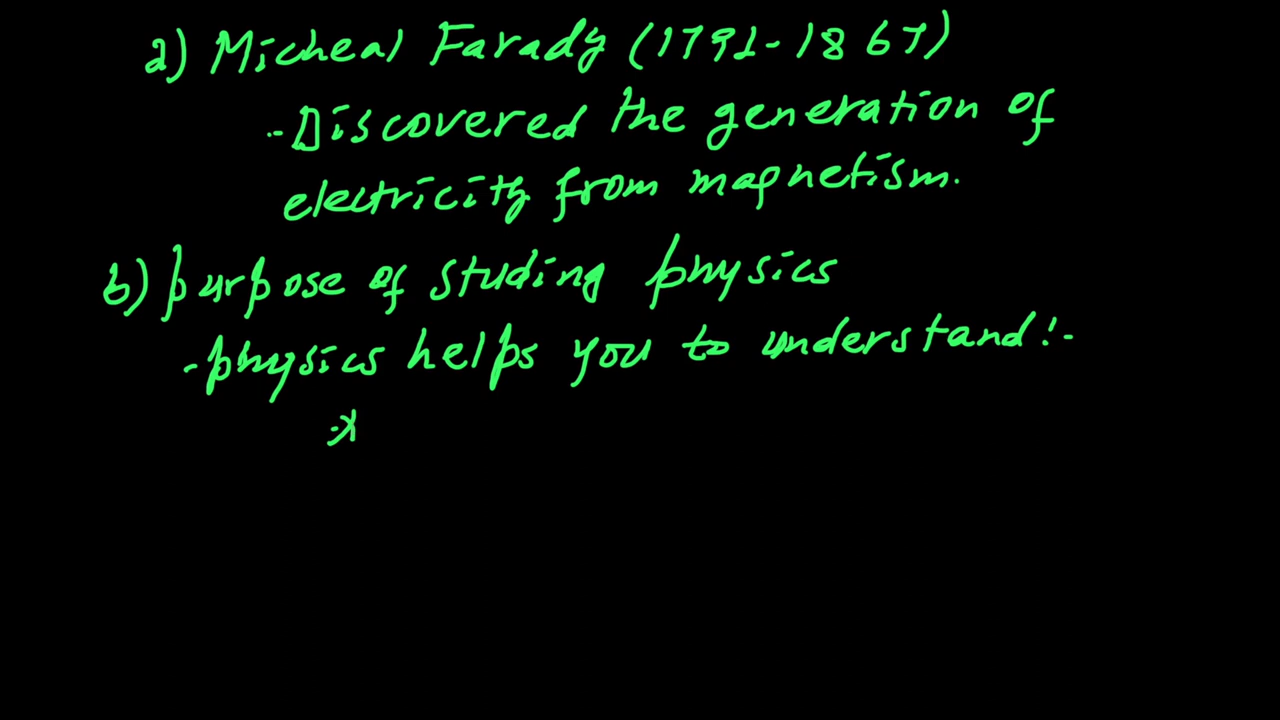 a) Micheal Farady (1791-1867)
-Discovered the generation of
electricity from magnetism.
b) purpose of studing physics
-physics helps you to understand:-